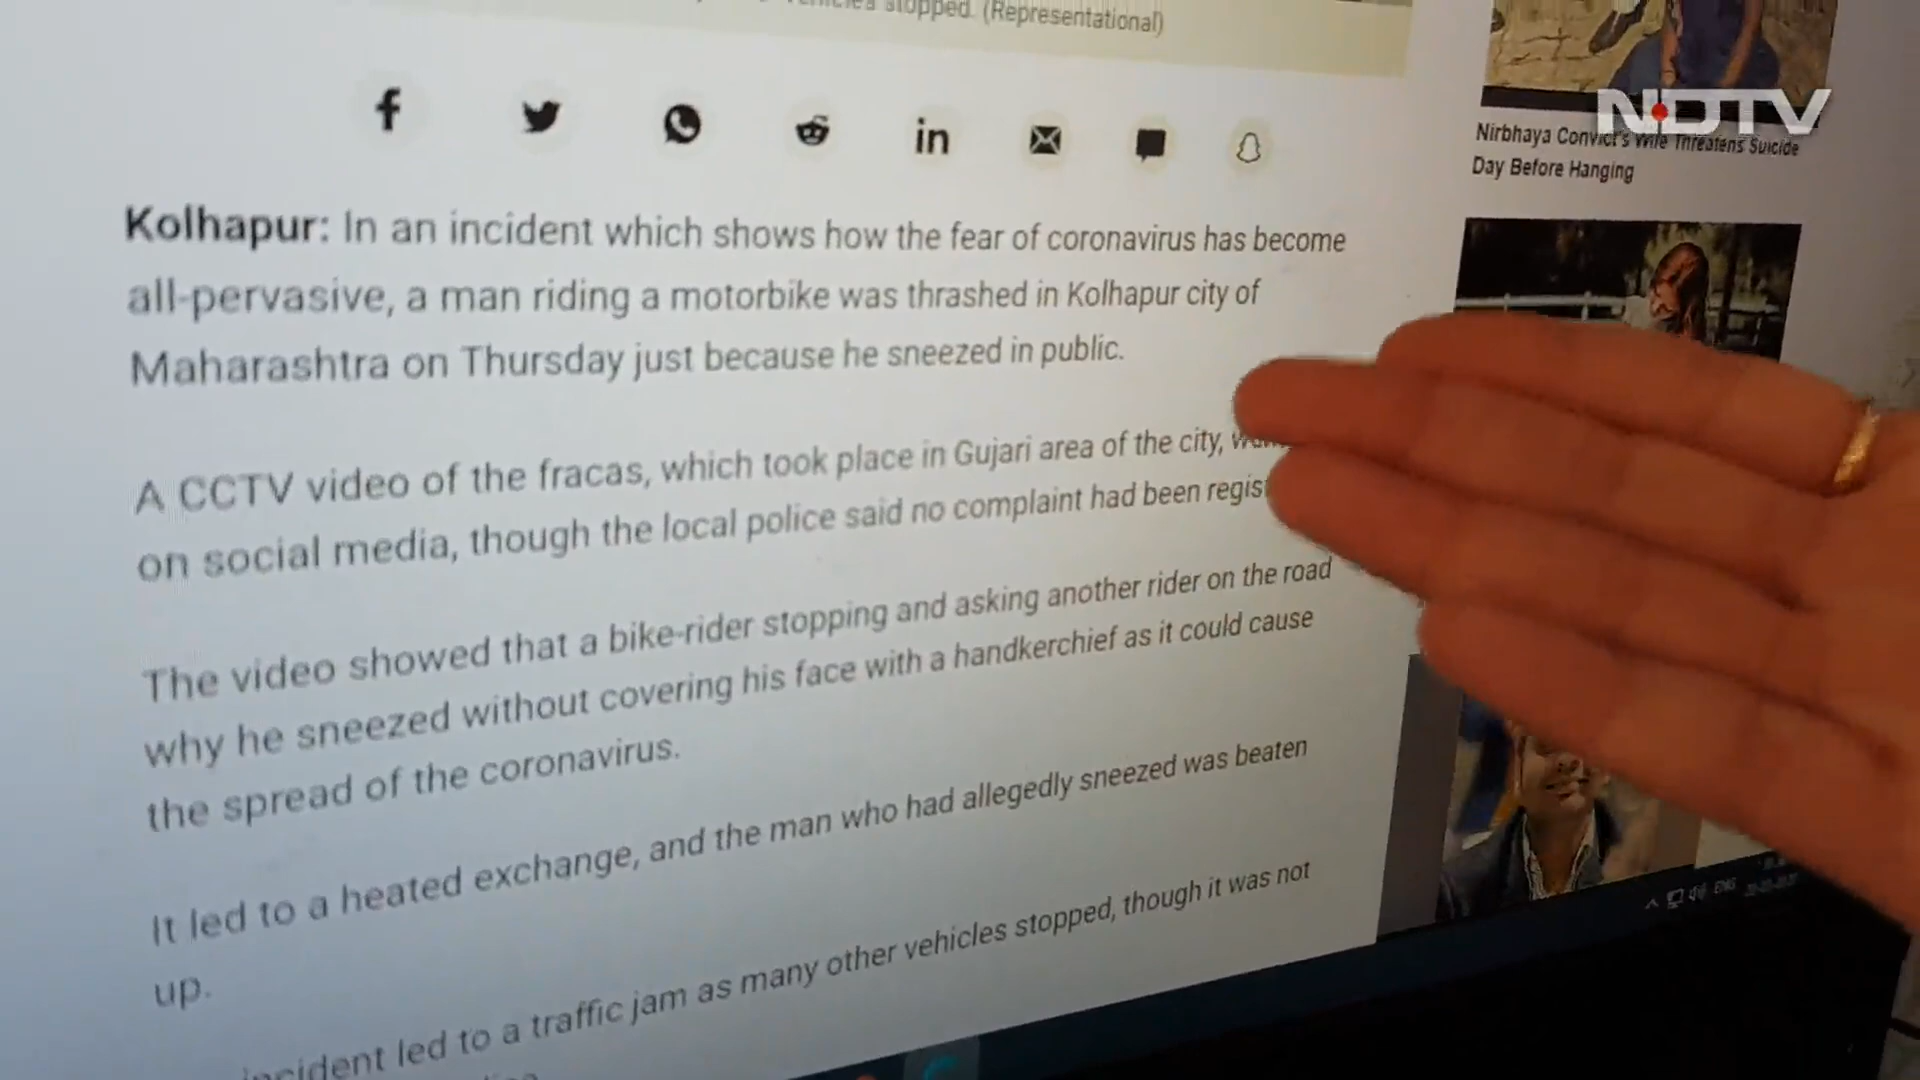 stopped. (Representational)
NDTV
Nirbhaya Convict's Wife Threatens Suicide
Day Before Hanging
Kolhapur: In an incident which shows how the fear of coronavirus has become
all-pervasive, a man riding a motorbike was thrashed in Kolhapur city of
Maharashtra on Thursday just because he sneezed in public.
A CCTV video of the fracas, which took place in Gujari area of the city,
on social media, though the local police said no complaint had been
The video showed that a bike-rider stopping and asking another rider on the road
why he sneezed without covering his face with a handkerchief as it could cause
the spread of the coronavirus.
It led to a heated exchange, and the man who had allegedly sneezed was beaten
up.
incident led to a traffic jam as many other vehicles stopped, though it was not
ENG